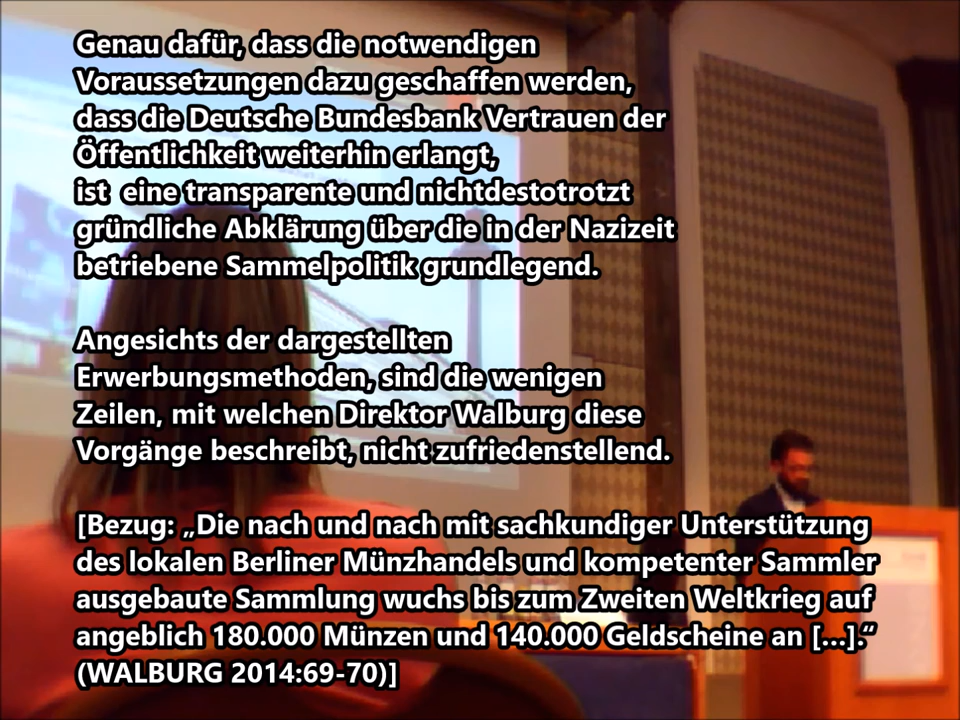 Genau dafür, dass die notwendigen
Voraussetzungen dazu geschaffen werden,
dass die Deutsche Bundesbank Vertrauen der
Öffentlichkeit weiterhin erlangt,
ist eine transparente und nichtdestotrotzt
gründliche Abklärung über die in der Nazizeit
betriebene Sammelpolitik grundlegend.

Angesichts der dargestellten
Erwerbungsmethoden, sind die wenigen
Zeilen, mit welchen Direktor Walburg diese
Vorgänge beschreibt, nicht zufriedenstellend.

[Bezug: „Die nach und nach mit sachkundiger Unterstützung
des lokalen Berliner Münzhandels und kompetenter Sammler
ausgebaute Sammlung wuchs bis zum Zweiten Weltkrieg auf
angeblich 180.000 Münzen und 140.000 Geldscheine an [...].“
(WALBURG 2014:69-70)]